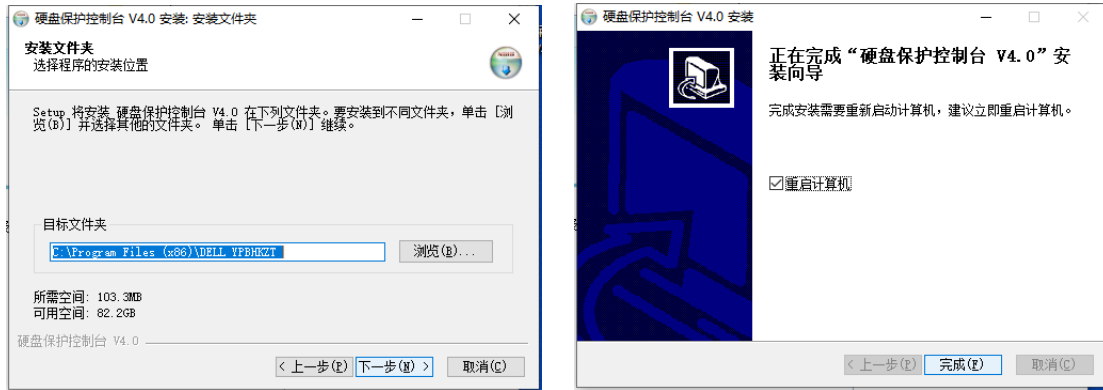 硬盘保护控制台 V4.0 安装: 安装文件夹
安装文件夹
选择程序的安装位置
Setup 将安装 硬盘保护控制台 V4.0 在下列文件夹。要安装到不同文件夹，单击 [浏
览(B)] 并选择其他的文件夹。 单击 [下一步(N)] 继续。
目标文件夹
C:\Program Files (x86)\DELL YPBHKZT
浏览(B)...
所需空间: 103.3MB
可用空间: 82.2GB
硬盘保护控制台 V4.0
< 上一步(P)
下一步(N) >
取消(C)
硬盘保护控制台 V4.0 安装
正在完成“硬盘保护控制台 V4.0”安
装向导
完成安装需要重新启动计算机，建议立即重启计算机。
重启计算机
< 上一步(P)
完成(F)
取消(C)